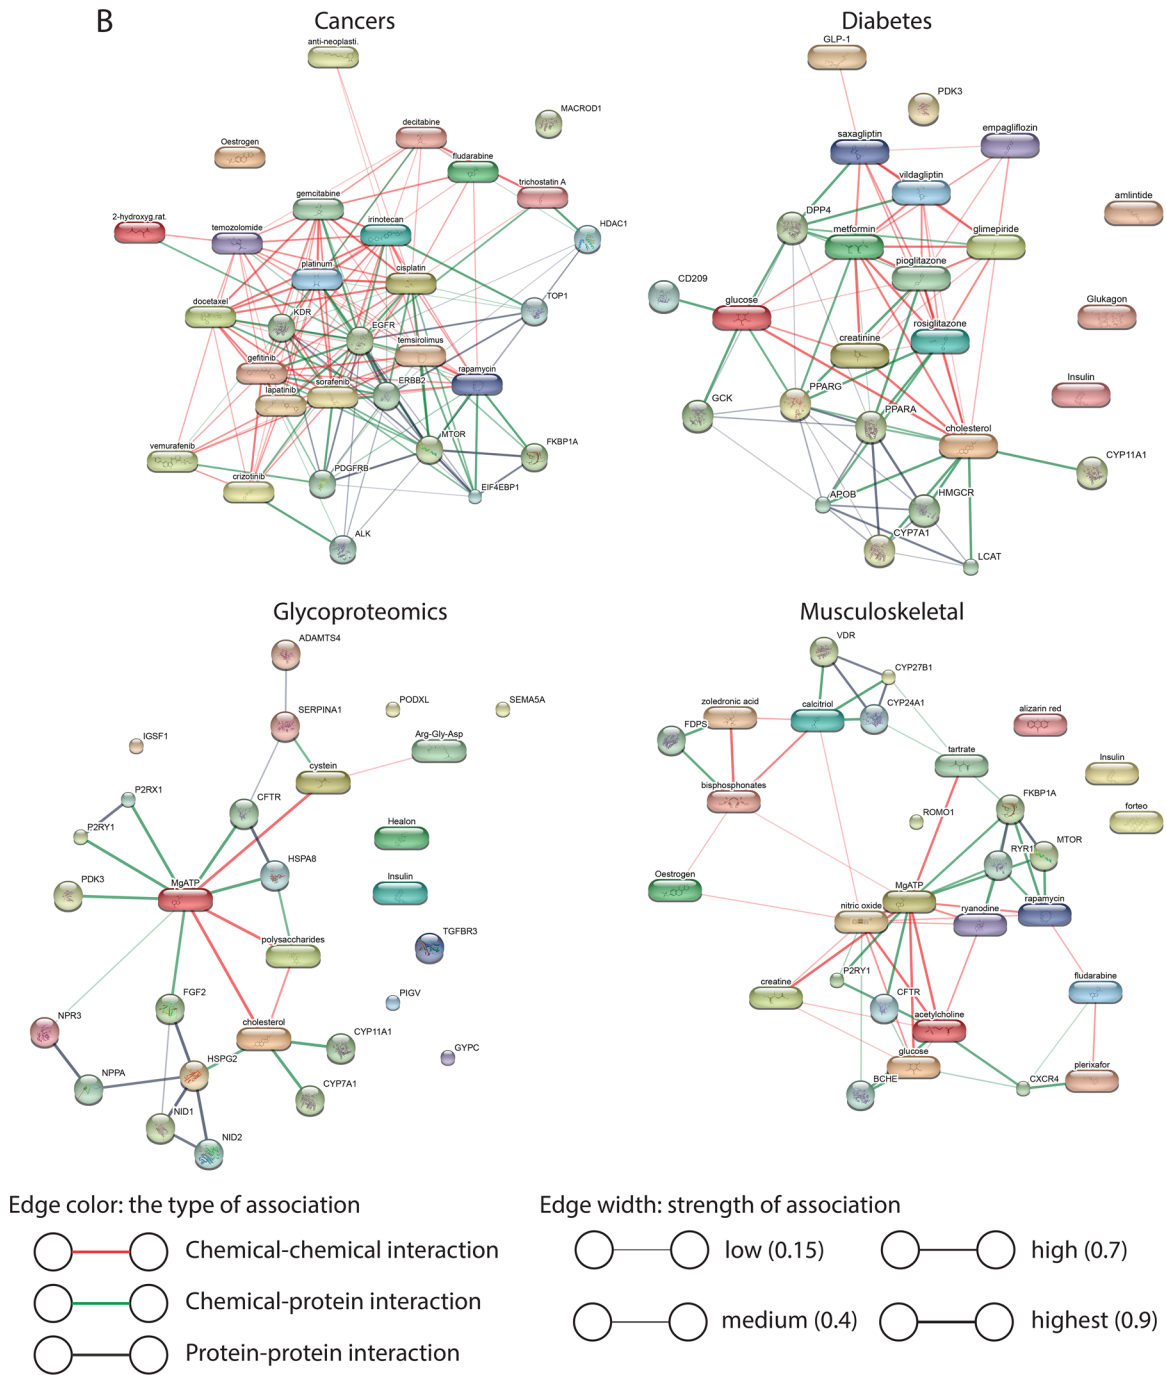 B
Cancers
Diabetes
anti-neoplasti.
MACROD1
decitabine
Oestrogen
fludarabine
trichostatin A
gemcitabine
2-hydroxyg.rat.
temozolomide
irinotecan
HDAC1
platinum
cisplatin
docetaxel
KDR
TOP1
EGFR
temsirolimus
gefitinib
sorafenib
ERBB2
rapamycin
lapatinib
MTOR
FKBP1A
vemurafenib
PDGFRB
crizotinib
EIF4EBP1
ALK
GLP-1
PDK3
saxagliptin
empagliflozin
vildagliptin
amlintide
DPP4
metformin
glimepiride
pioglitazone
CD209
glucose
Glukagon
rosiglitazone
creatinine
Insulin
PPARG
GCK
PPARA
cholesterol
CYP11A1
APOB
HMGCR
CYP7A1
LCAT
Glycoproteomics
Musculoskeletal
ADAMTS4
PODXL
SEMA5A
SERPINA1
IGSF1
Arg-Gly-Asp
cystein
P2RX1
CFTR
P2RY1
Healon
HSPA8
PDK3
MgATP
Insulin
TGFBR3
polysaccharides
FGF2
PIGV
NPR3
cholesterol
CYP11A1
GYPC
HSPG2
NPPA
CYP7A1
NID1
NID2
VDR
CYP27B1
zoledronic acid
calcitriol
CYP24A1
alizarin red
FDPS
tartrate
Insulin
bisphosphonates
FKBP1A
forteo
ROMO1
MTOR
RYR1
Oestrogen
MgATP
nitric oxide
ryanodine
rapamycin
P2RY1
creatine
CFTR
fludarabine
acetylcholine
glucose
BCHE
CXCR4
plerixafor
Edge color: the type of association
Edge width: strength of association
Chemical-chemical interaction
low (0.15)
high (0.7)
Chemical-protein interaction
medium (0.4)
highest (0.9)
Protein-protein interaction